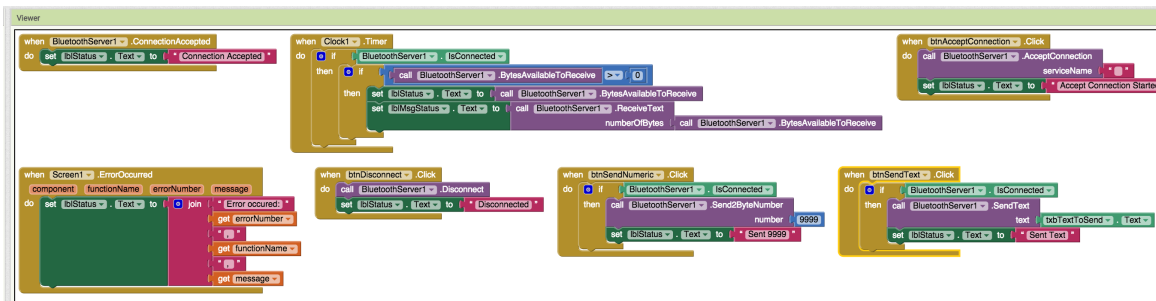 Viewer
when BluetoothServer1 .ConnectionAccepted
do set lblStatus . Text to " Connection Accepted "
when Clock1 .Timer
do if BluetoothServer1 . IsConnected
then if call BluetoothServer1 .BytesAvailableToReceive > 0
then set lblStatus . Text to call BluetoothServer1 .BytesAvailableToReceive
set lblMsgStatus . Text to call BluetoothServer1 .ReceiveText
numberOfBytes call BluetoothServer1 .BytesAvailableToReceive
when btnAcceptConnection .Click
do call BluetoothServer1 .AcceptConnection
serviceName " "
set lblStatus . Text to " Accept Connection Started
when Screen1 .ErrorOccurred
component functionName errorNumber message
do set lblStatus . Text to join " Error occured: "
get errorNumber
" , "
get functionName
" , "
get message
when btnDisconnect .Click
do call BluetoothServer1 .Disconnect
set lblStatus . Text to " Disconnected "
when btnSendNumeric .Click
do if BluetoothServer1 . IsConnected
then call BluetoothServer1 .Send2ByteNumber
number 9999
set lblStatus . Text to " Sent 9999 "
when btnSendText .Click
do if BluetoothServer1 . IsConnected
then call BluetoothServer1 .SendText
text txbTextToSend . Text
set lblStatus . Text to " Sent Text "